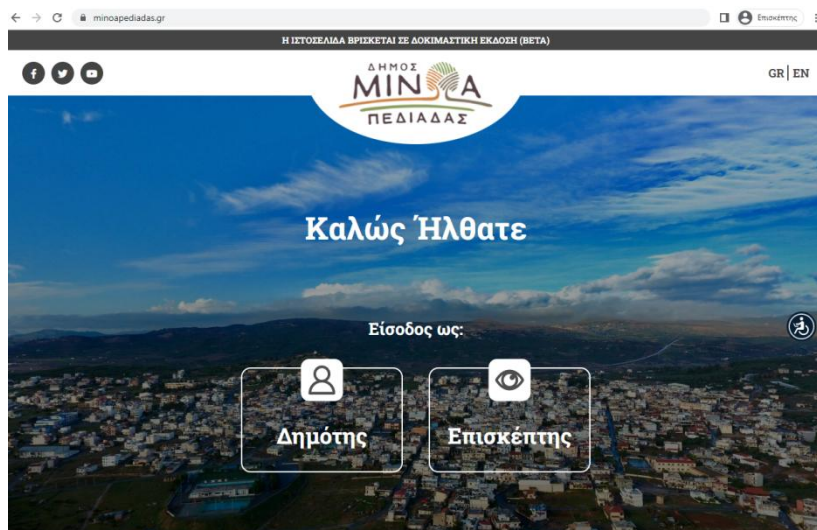 minoapediadas.gr
Επισκέπτης
Η ΙΣΤΟΣΕΛΙΔΑ ΒΡΙΣΚΕΤΑΙ ΣΕ ΔΟΚΙΜΑΣΤΙΚΗ ΕΚΔΟΣΗ (BETA)
ΔΗΜΟΣ
ΜΙΝΩΑ
ΠΕΔΙΑΔΑΣ
GR | EN
Καλώς Ήλθατε
Είσοδος ως:
Δημότης
Επισκέπτης